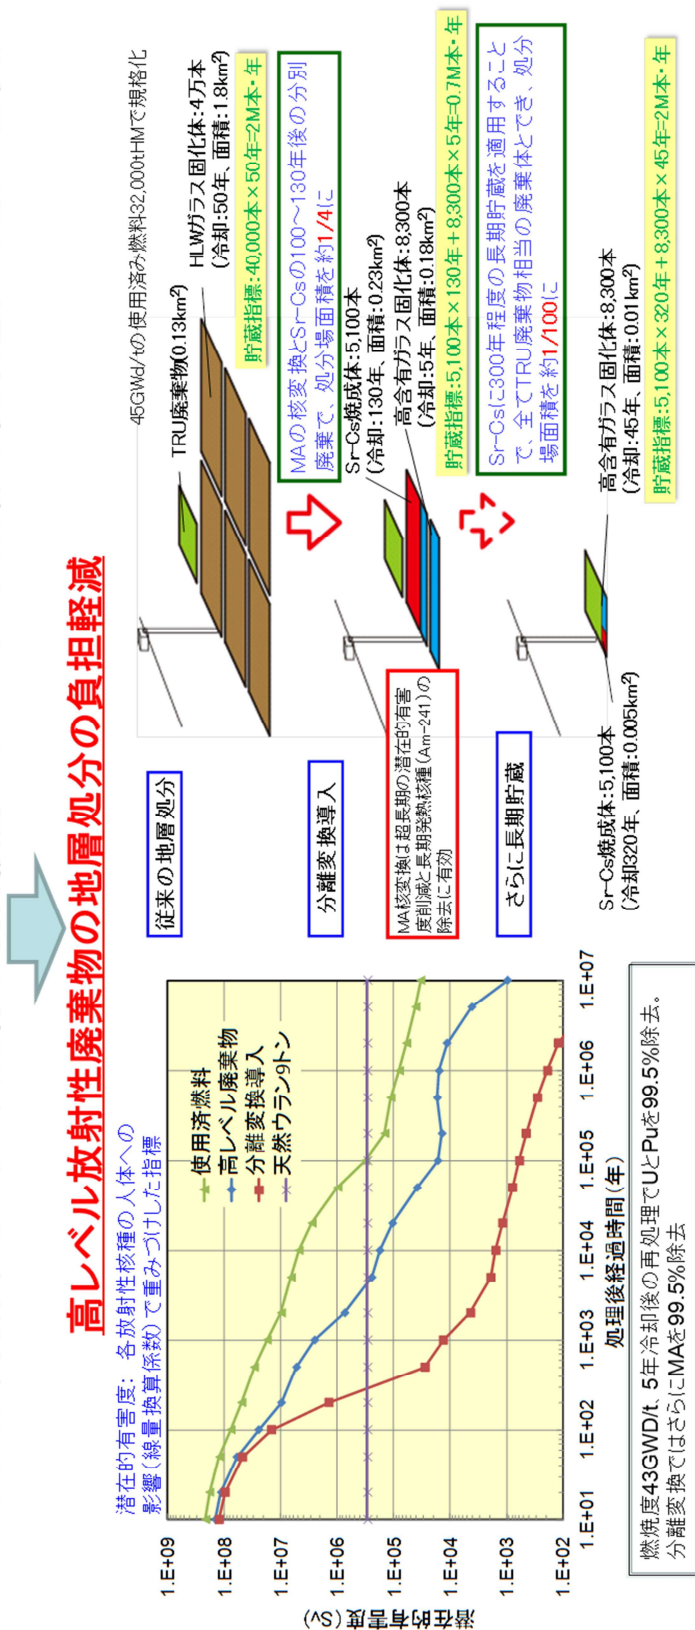 高レベル放射性廃棄物の地層処分の負担軽減
潜在的有害度: 各放射性核種の人体への
影響(線量換算係数)で重みづけした指標
1.E+09
1.E+08
1.E+07
1.E+06
1.E+05
1.E+04
1.E+03
1.E+02
潜在的有害度(Sv)
使用済燃料
高レベル廃棄物
分離変換導入
天然ウラン9トン
1.E+01 1.E+02 1.E+03 1.E+04 1.E+05 1.E+06 1.E+07
処理後経過時間(年)
燃焼度43GWD/t、5年冷却後の再処理でUとPuを99.5%除去。
分離変換ではさらにMAを99.5%除去
45GWd/tの使用済み燃料32,000tHMで規格化
従来の地層処分
TRU廃棄物(0.13km²)
HLWガラス固化体:4万本
(冷却:50年、面積:1.8km²)
貯蔵指標:40,000本×50年=2M本・年
MAの核変換とSr-Csの100~130年後の分別
廃棄で、処分場面積を約1/4に
分離変換導入
Sr-Cs焼成体:5,100本
(冷却:130年、面積:0.23km²)
高含有ガラス固化体:8,300本
(冷却:5年、面積:0.18km²)
貯蔵指標:5,100本×130年+8,300本×5年=0.7M本・年
MA核変換は超長期の潜在的有害
度削減と長期発熱核種(Am-241)の
除去に有効
Sr-Csに300年程度の長期貯蔵を適用すること
で、全てTRU廃棄物相当の廃棄体とでき、処分
場面積を約1/100に
さらに長期貯蔵
Sr-Cs焼成体:5,100本
(冷却320年、面積:0.005km²)
高含有ガラス固化体:8,300本
(冷却:45年、面積:0.01km²)
貯蔵指標:5,100本×320年+8,300本×45年=2M本・年